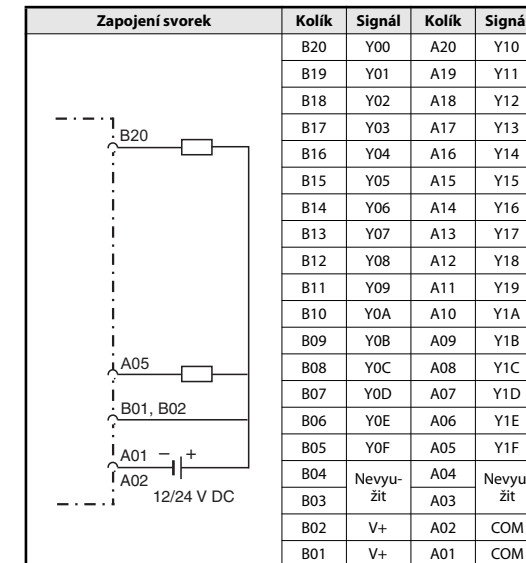 Zapojení svorek Kolík Signál Kolík Signá
B20 Y00 A20 Y10
B19 Y01 A19 Y11
B18 Y02 A18 Y12
B17 Y03 A17 Y13
B16 Y04 A16 Y14
B15 Y05 A15 Y15
B14 Y06 A14 Y16
B13 Y07 A13 Y17
B12 Y08 A12 Y18
B11 Y09 A11 Y19
B10 Y0A A10 Y1A
B09 Y0B A09 Y1B
B08 Y0C A08 Y1C
B07 Y0D A07 Y1D
B06 Y0E A06 Y1E
B05 Y0F A05 Y1F
B04 Nevyu- A04 Nevyu
B03 žit A03 žit
B02 V+ A02 COM
B01 V+ A01 COM
B20
A05
B01, B02
A01 − +
A02
12/24 V DC